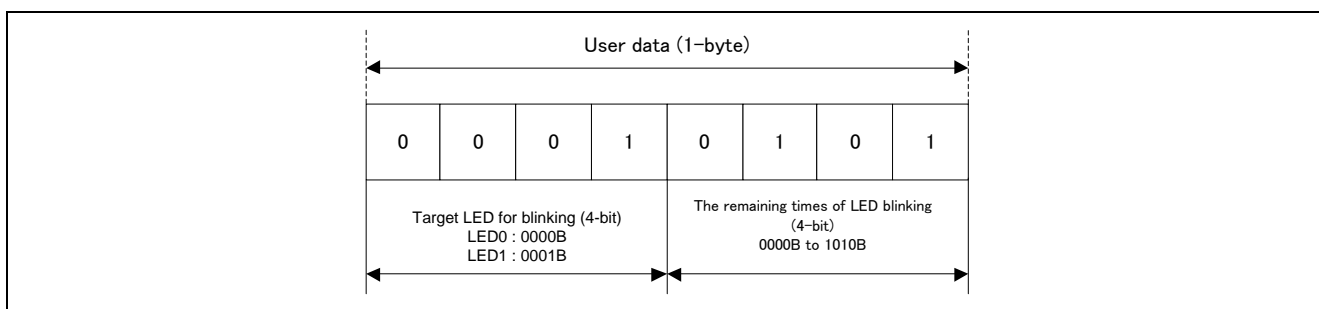 User data (1-byte)
0 0 0 1 0 1 0 1
Target LED for blinking (4-bit)
LED0 : 0000B
LED1 : 0001B
The remaining times of LED blinking
(4-bit)
0000B to 1010B